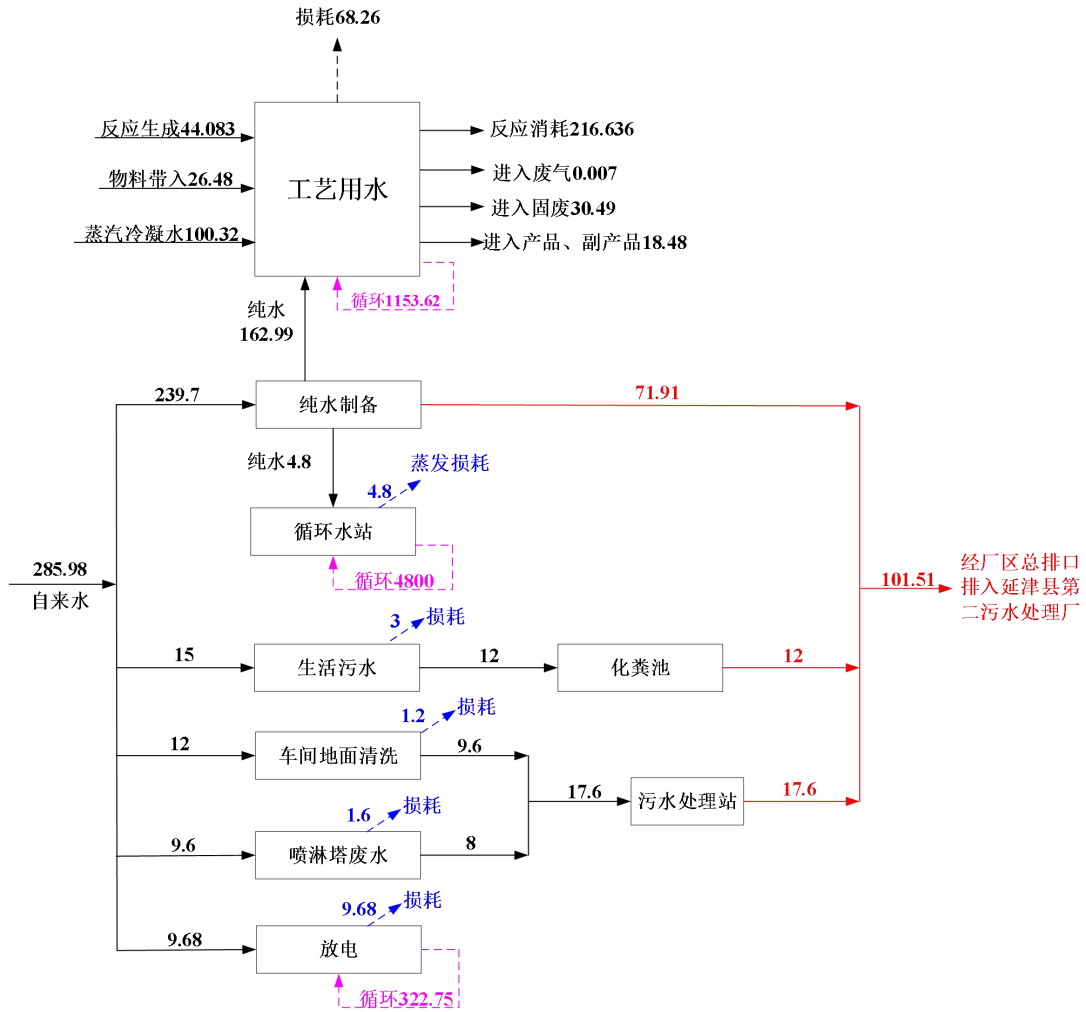 损耗68.26
反应生成44.083
物料带入26.48
蒸汽冷凝水100.32
工艺用水
反应消耗216.636
进入废气0.007
进入固废30.49
进入产品、副产品18.48
循环1153.62
纯水
162.99
239.7
纯水制备
71.91
纯水4.8
蒸发损耗
4.8
循环水站
循环4800
285.98
自来水
101.51
经厂区总排口
排入延津县第
二污水处理厂
15
生活污水
3
损耗
12
化粪池
12
12
车间地面清洗
1.2
损耗
9.6
17.6
污水处理站
17.6
9.6
喷淋塔废水
1.6
损耗
8
9.68
放电
9.68
损耗
循环322.75